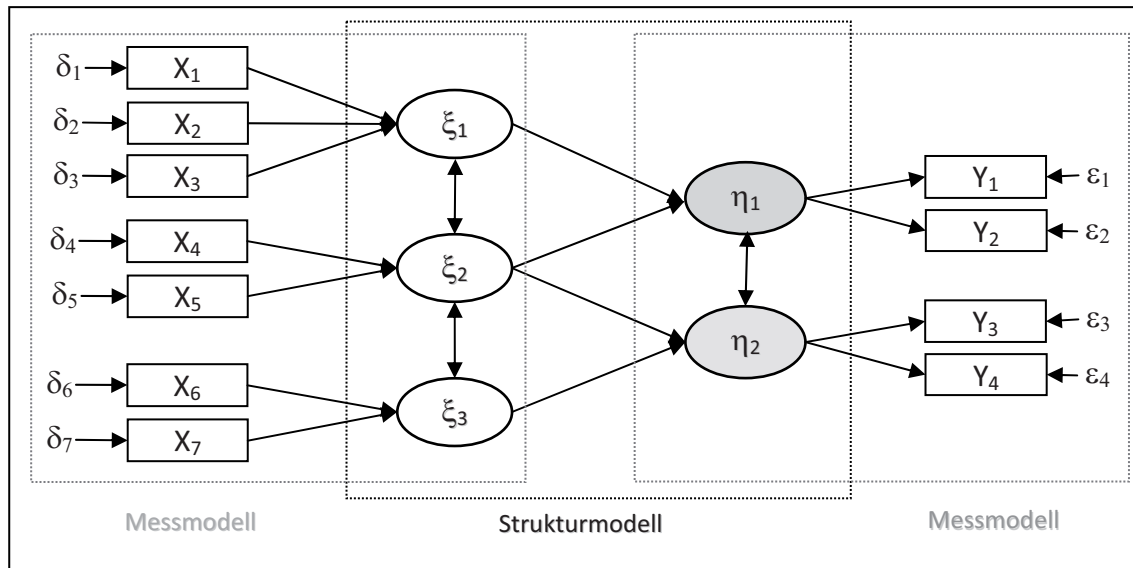 δ₁ X₁
δ₂ X₂
δ₃ X₃
δ₄ X₄
δ₅ X₅
δ₆ X₆
δ₇ X₇
ξ₁
ξ₂
ξ₃
η₁
η₂
Y₁ ε₁
Y₂ ε₂
Y₃ ε₃
Y₄ ε₄
Messmodell Strukturmodell Messmodell